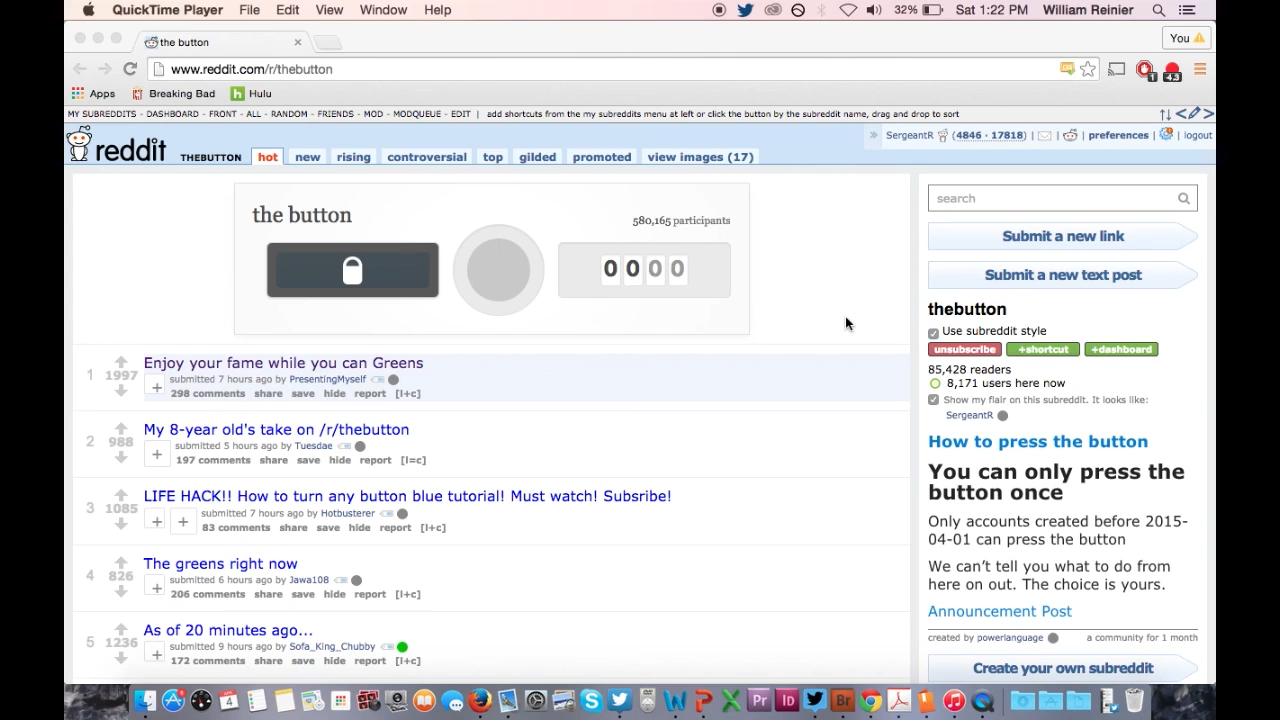 QuickTime Player File Edit View Window Help 32% Sat 1:22 PM William Reinier
the button You
www.reddit.com/r/thebutton 1 4.3
Apps Breaking Bad Hulu
MY SUBREDDITS - DASHBOARD - FRONT - ALL - RANDOM - FRIENDS - MOD - MODQUEUE - EDIT | add shortcuts from the my subreddits menu at left or click the button by the subreddit name, drag and drop to sort
» SergeantR (4846 · 17818) | | | preferences | | logout
reddit THEBUTTON hot new rising controversial top gilded promoted view images (17)
the button
580,165 participants
0 0 0 0
1
1997
Enjoy your fame while you can Greens
submitted 7 hours ago by PresentingMyself
298 comments share save hide report [l+c]
2
988
My 8-year old's take on /r/thebutton
submitted 5 hours ago by Tuesdae
197 comments share save hide report [l=c]
3
1085
LIFE HACK!! How to turn any button blue tutorial! Must watch! Subsribe!
submitted 7 hours ago by Hotbusterer
83 comments share save hide report [l+c]
4
826
The greens right now
submitted 6 hours ago by Jawa108
206 comments share save hide report [l+c]
5
1236
As of 20 minutes ago...
submitted 9 hours ago by Sofa_King_Chubby
172 comments share save hide report [l+c]
search
Submit a new link
Submit a new text post
thebutton
Use subreddit style
unsubscribe +shortcut +dashboard
85,428 readers
8,171 users here now
Show my flair on this subreddit. It looks like:
SergeantR
How to press the button
You can only press the
button once
Only accounts created before 2015-
04-01 can press the button
We can't tell you what to do from
here on out. The choice is yours.
Announcement Post
created by powerlanguage a community for 1 month
Create your own subreddit
4 Pr Id Br